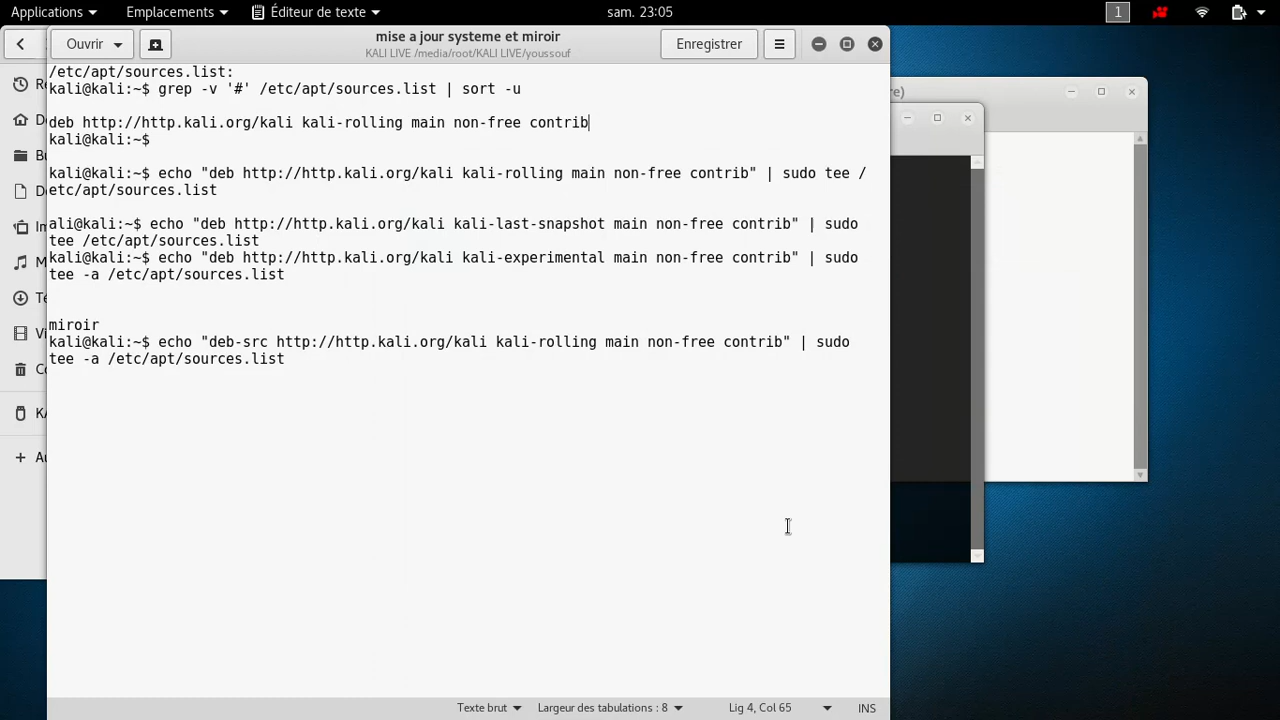 Applications
Emplacements
Éditeur de texte
sam. 23:05
1
Ouvrir
mise a jour systeme et miroir
KALI LIVE /media/root/KALI LIVE/youssouf
Enregistrer
/etc/apt/sources.list:
kali@kali:~$ grep -v '#' /etc/apt/sources.list | sort -u
deb http://http.kali.org/kali kali-rolling main non-free contrib
kali@kali:~$
kali@kali:~$ echo "deb http://http.kali.org/kali kali-rolling main non-free contrib" | sudo tee /
etc/apt/sources.list
ali@kali:~$ echo "deb http://http.kali.org/kali kali-last-snapshot main non-free contrib" | sudo
tee /etc/apt/sources.list
kali@kali:~$ echo "deb http://http.kali.org/kali kali-experimental main non-free contrib" | sudo
tee -a /etc/apt/sources.list
miroir
kali@kali:~$ echo "deb-src http://http.kali.org/kali kali-rolling main non-free contrib" | sudo
tee -a /etc/apt/sources.list
Texte brut
Largeur des tabulations : 8
Lig 4, Col 65
INS